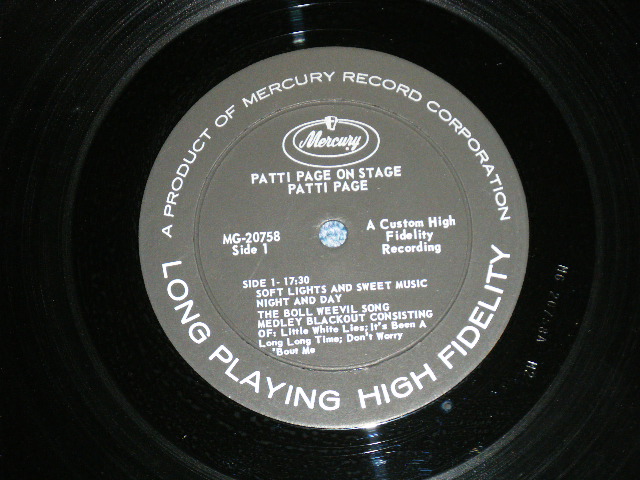 A PRODUCT OF MERCURY RECORD CORPORATION
Mercury
PATTI PAGE ON STAGE
PATTI PAGE
MG-20758
Side 1
A Custom High
Fidelity
Recording
SIDE 1 - 17:30
SOFT LIGHTS AND SWEET MUSIC
NIGHT AND DAY
THE BOLL WEEVIL SONG
MEDLEY BLACKOUT CONSISTING
OF: Little White Lies; It's Been A
Long Long Time; Don't Worry
'Bout Me
LONG PLAYING HIGH FIDELITY